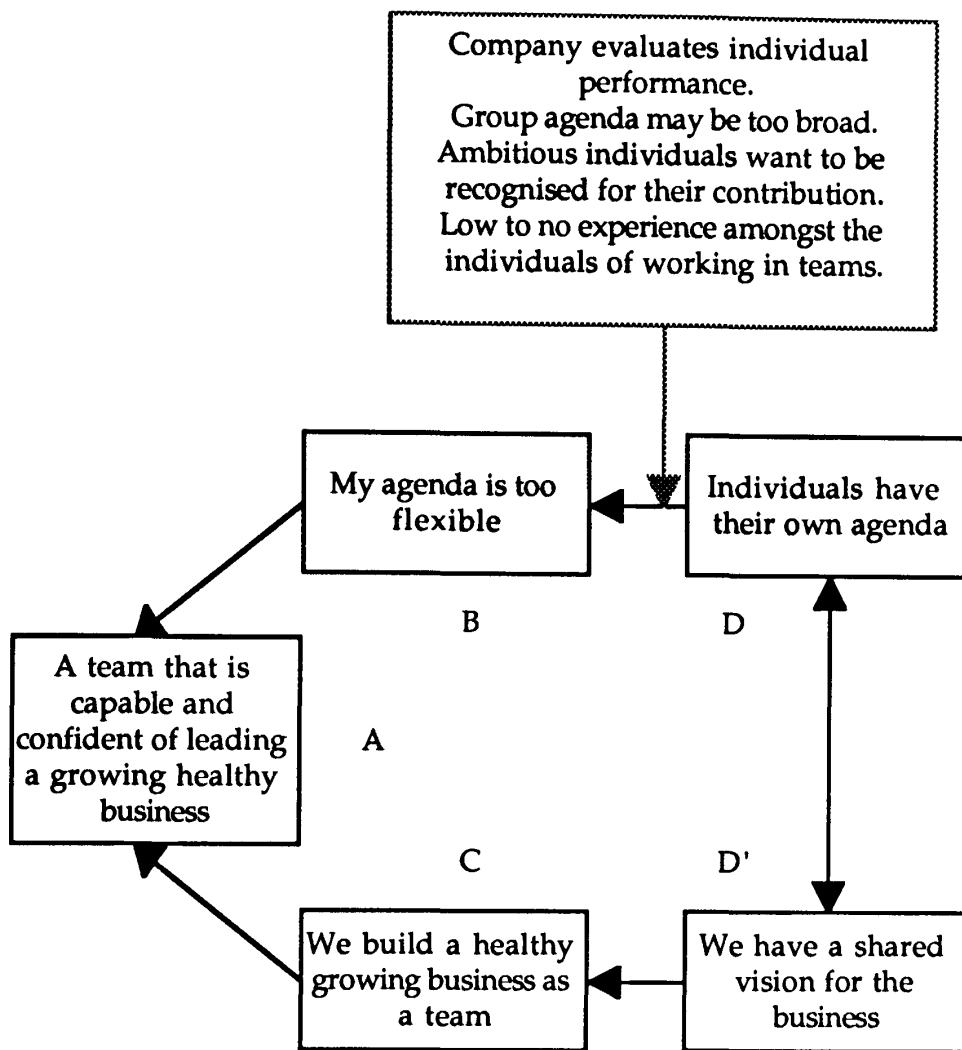 Company evaluates individual
performance.
Group agenda may be too broad.
Ambitious individuals want to be
recognised for their contribution.
Low to no experience amongst the
individuals of working in teams.
My agenda is too
flexible
Individuals have
their own agenda
B
D
A team that is
capable and
confident of leading
a growing healthy
business
A
C
D'
We build a healthy
growing business as
a team
We have a shared
vision for the
business